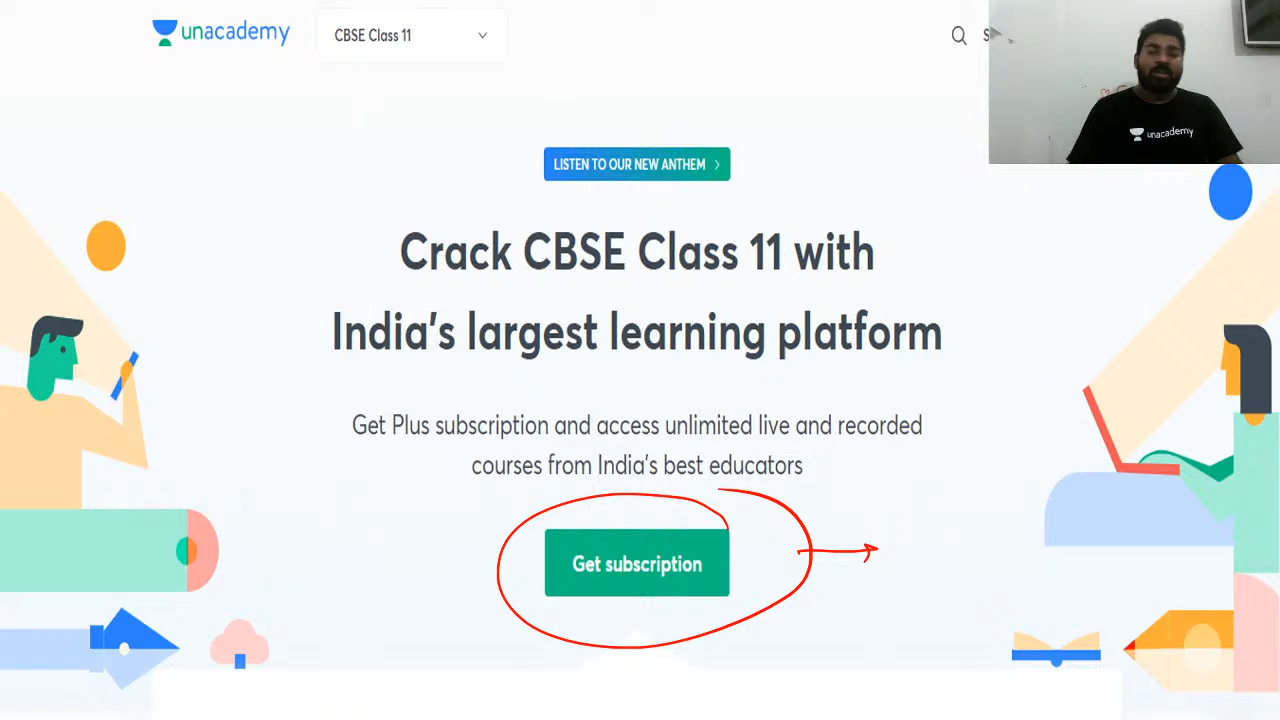 unacademy
CBSE Class 11
LISTEN TO OUR NEW ANTHEM
Crack CBSE Class 11 with
India's largest learning platform
Get Plus subscription and access unlimited live and recorded
courses from India's best educators
Get subscription
unacademy